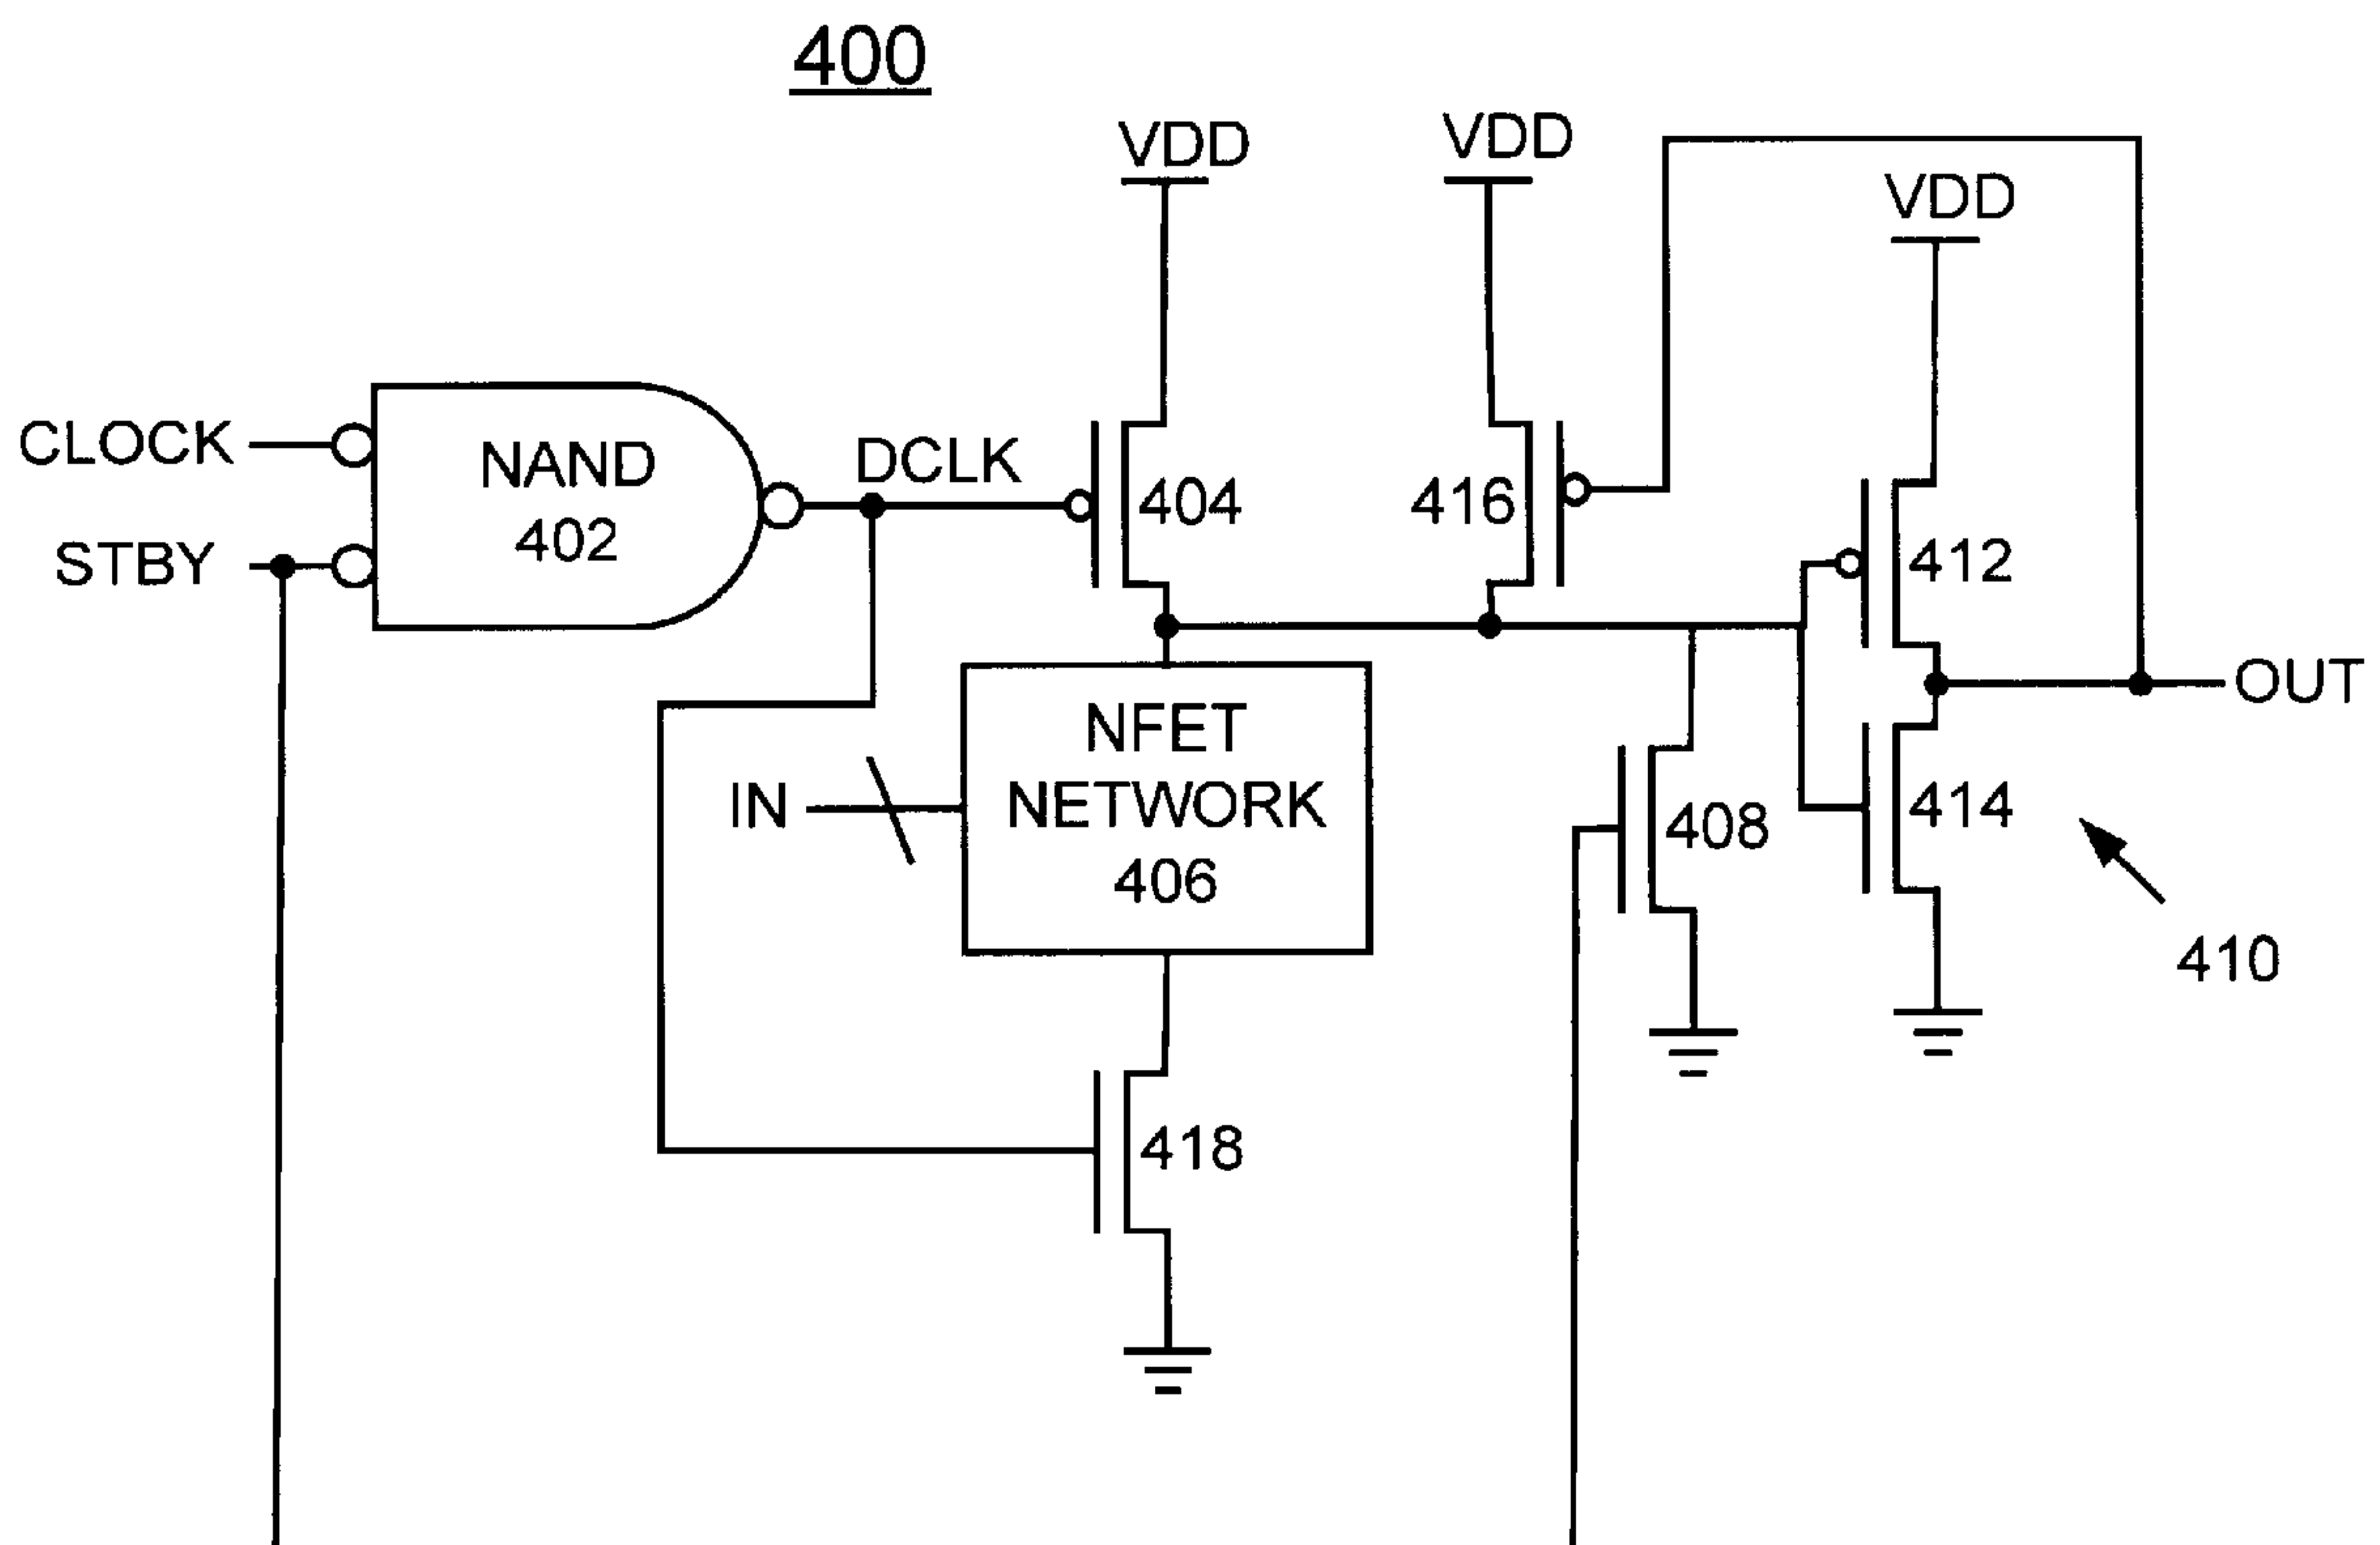 400
VDD
VDD
VDD
CLOCK
NAND
402
DCLK
404
416
STBY
412
OUT
NFET
NETWORK
406
IN
408
414
410
418